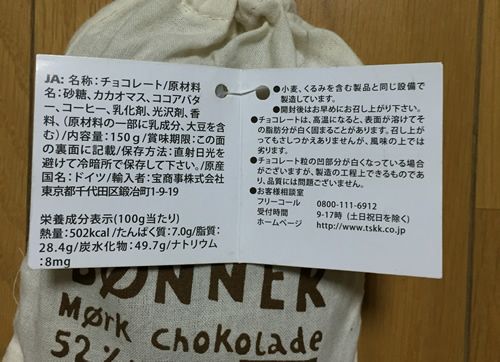 JA: 名称：チョコレート/原材料
名：砂糖、カカオマス、ココアバタ
ー、コーヒー、乳化剤、光沢剤、香
料、（原材料の一部に乳成分、大豆を含
む）/内容量：150g/賞味期限：この面
の裏面に記載/保存方法：直射日光を
避けて冷暗所で保存して下さい。/原産
国名：ドイツ/輸入者：宝商事株式会社
東京都千代田区鍛冶町1-9-19
栄養成分表示（100g当たり）
熱量：502kcal/たんぱく質：7.0g/脂質：
28.4g/炭水化物：49.7g/ナトリウム
：8mg
●小麦、くるみを含む製品と同じ設備で
製造しています。
●開封後はお早めにお召し上がり下さい。
●チョコレートは、高温になると、表面が溶けてそ
の脂肪分が白く固まることがあります。召し上が
ってもさしつかえありませんが、風味の上では
劣ります。
●チョコレート粒の凹部分が白くなっている場合
がございますが、製造の工程上できるものであ
り、品質には問題ございません。
●お客様相談室
フリーコール 0800-111-6912
受付時間 9-17時（土日祝日を除く）
ホームページ http://www.tskk.co.jp
BØNNER
Mørk Chokolade
52%